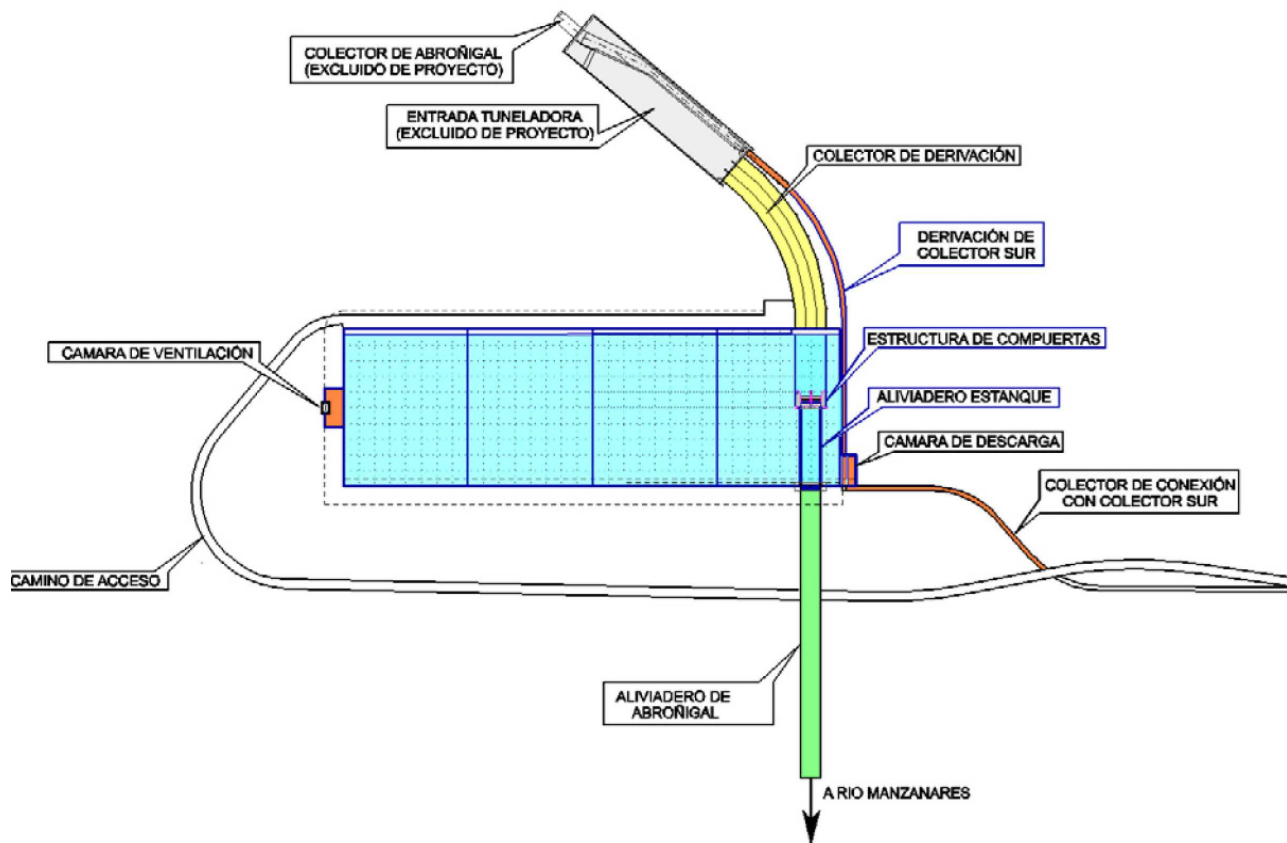 COLECTOR DE ABROÑIGAL
(EXCLUIDO DE PROYECTO)
ENTRADA TUNELADORA
(EXCLUIDO DE PROYECTO)
COLECTOR DE DERIVACIÓN
DERIVACIÓN DE
COLECTOR SUR
ESTRUCTURA DE COMPUERTAS
CAMARA DE VENTILACIÓN
ALIVIADERO ESTANQUE
CAMARA DE DESCARGA
COLECTOR DE CONEXIÓN
CON COLECTOR SUR
CAMINO DE ACCESO
ALIVIADERO DE
ABROÑIGAL
A RIO MANZANARES